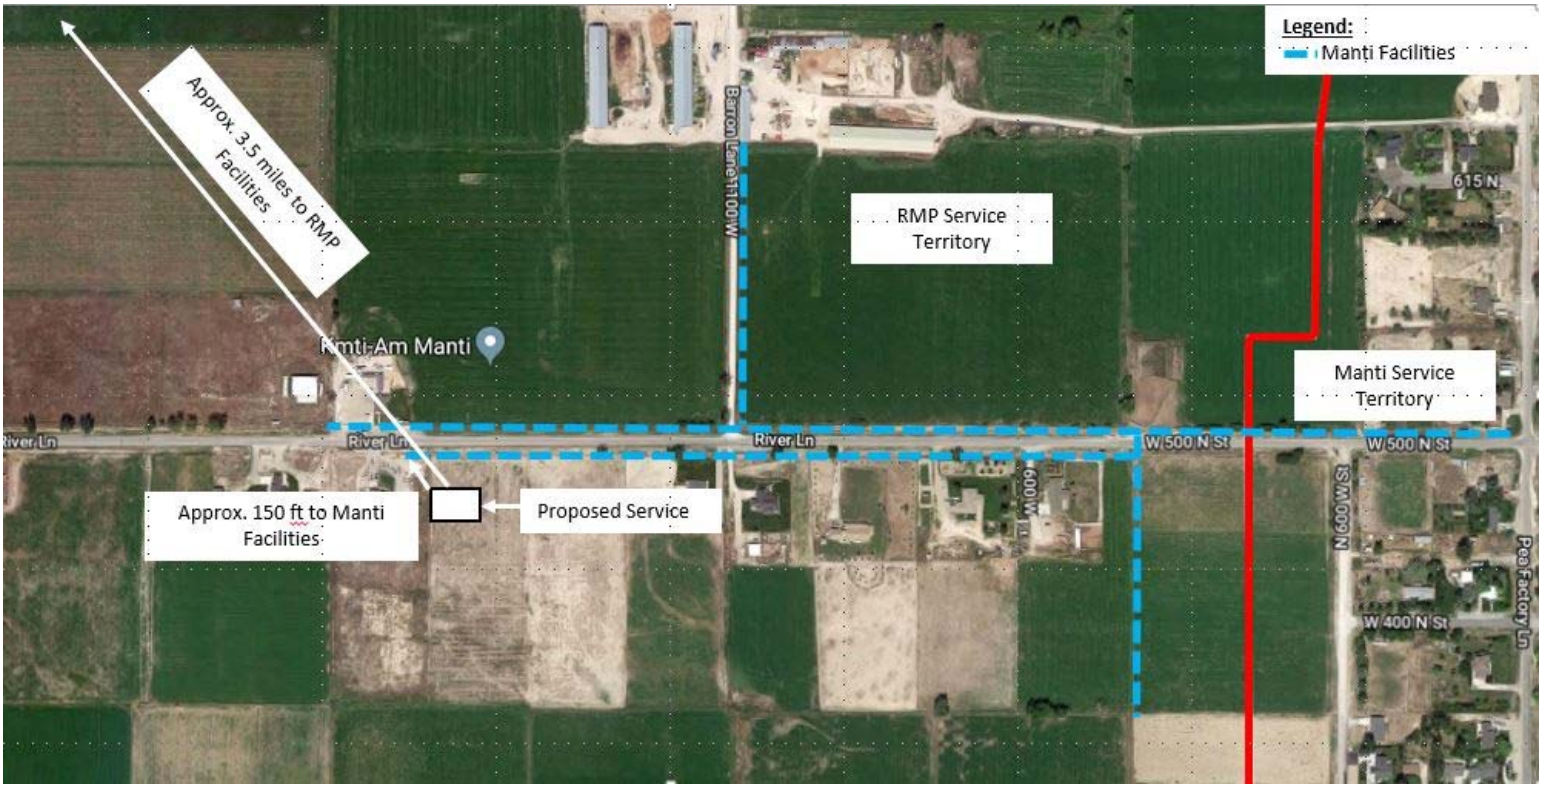 Legend:
Manti Facilities
Approx. 3.5 miles to RMP
Facilities
Barron Lane 1100 W
RMP Service
Territory
615 N
Kmti-Am Manti
Manti Service
Territory
River Ln
River Ln
River Ln
W 500 N St
W 500 N St
Approx. 150 ft to Manti
Facilities
Proposed Service
600 W
N 600 W St
Pea Factory Ln
W 400 N St